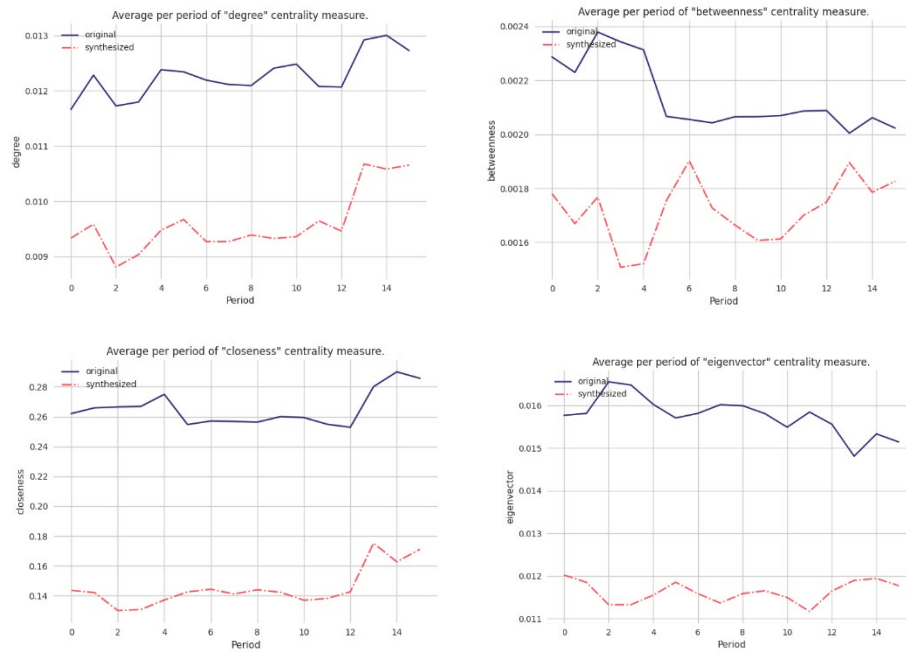 Average per period of "degree" centrality measure.
original
synthesized
0.013
0.012
0.011
0.010
0.009
degree
0 2 4 6 8 10 12 14
Period
Average per period of "betweenness" centrality measure.
original
synthesized
0.0024
0.0022
0.0020
0.0018
0.0016
betweenness
0 2 4 6 8 10 12 14
Period
Average per period of "closeness" centrality measure.
original
synthesized
0.28
0.26
0.24
0.22
0.20
0.18
0.16
0.14
closeness
0 2 4 6 8 10 12 14
Period
Average per period of "eigenvector" centrality measure.
original
synthesized
0.016
0.015
0.014
0.013
0.012
0.011
eigenvector
0 2 4 6 8 10 12 14
Period